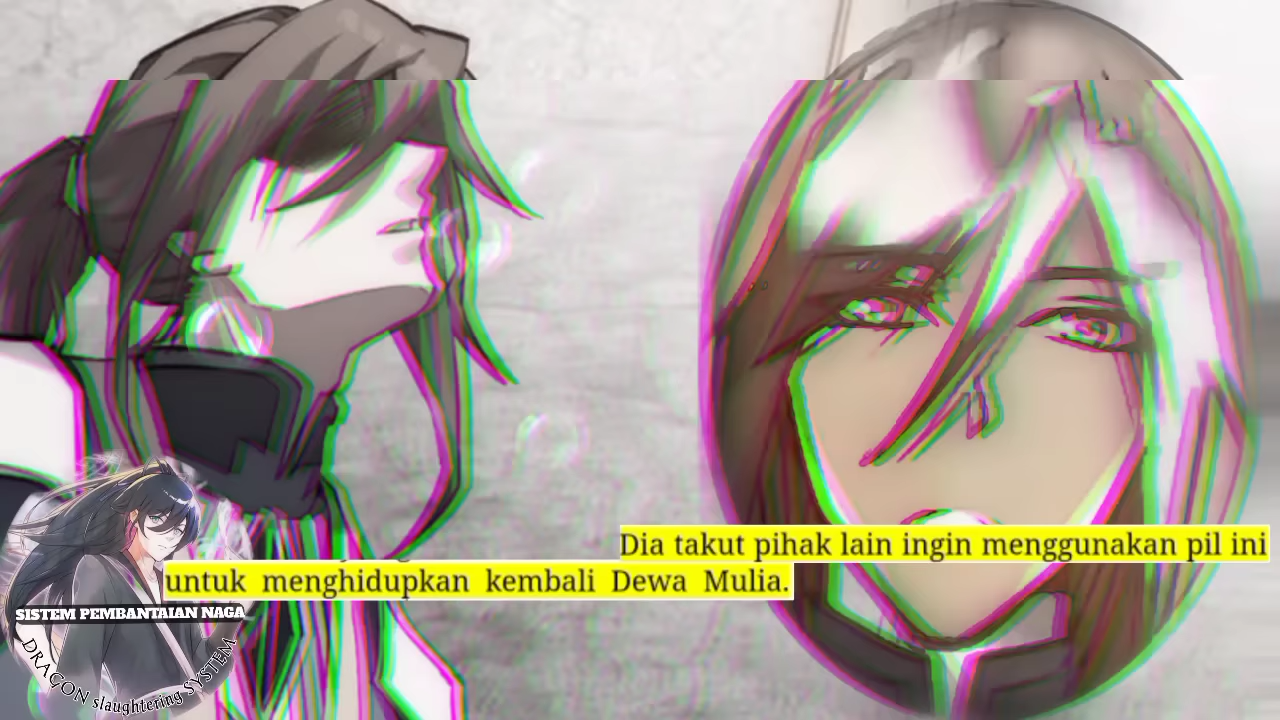 Dia takut pihak lain ingin menggunakan pil ini
untuk menghidupkan kembali Dewa Mulia.
SISTEM PEMBANTAIAN NAGA
DRAGON slaughtering SYSTEM